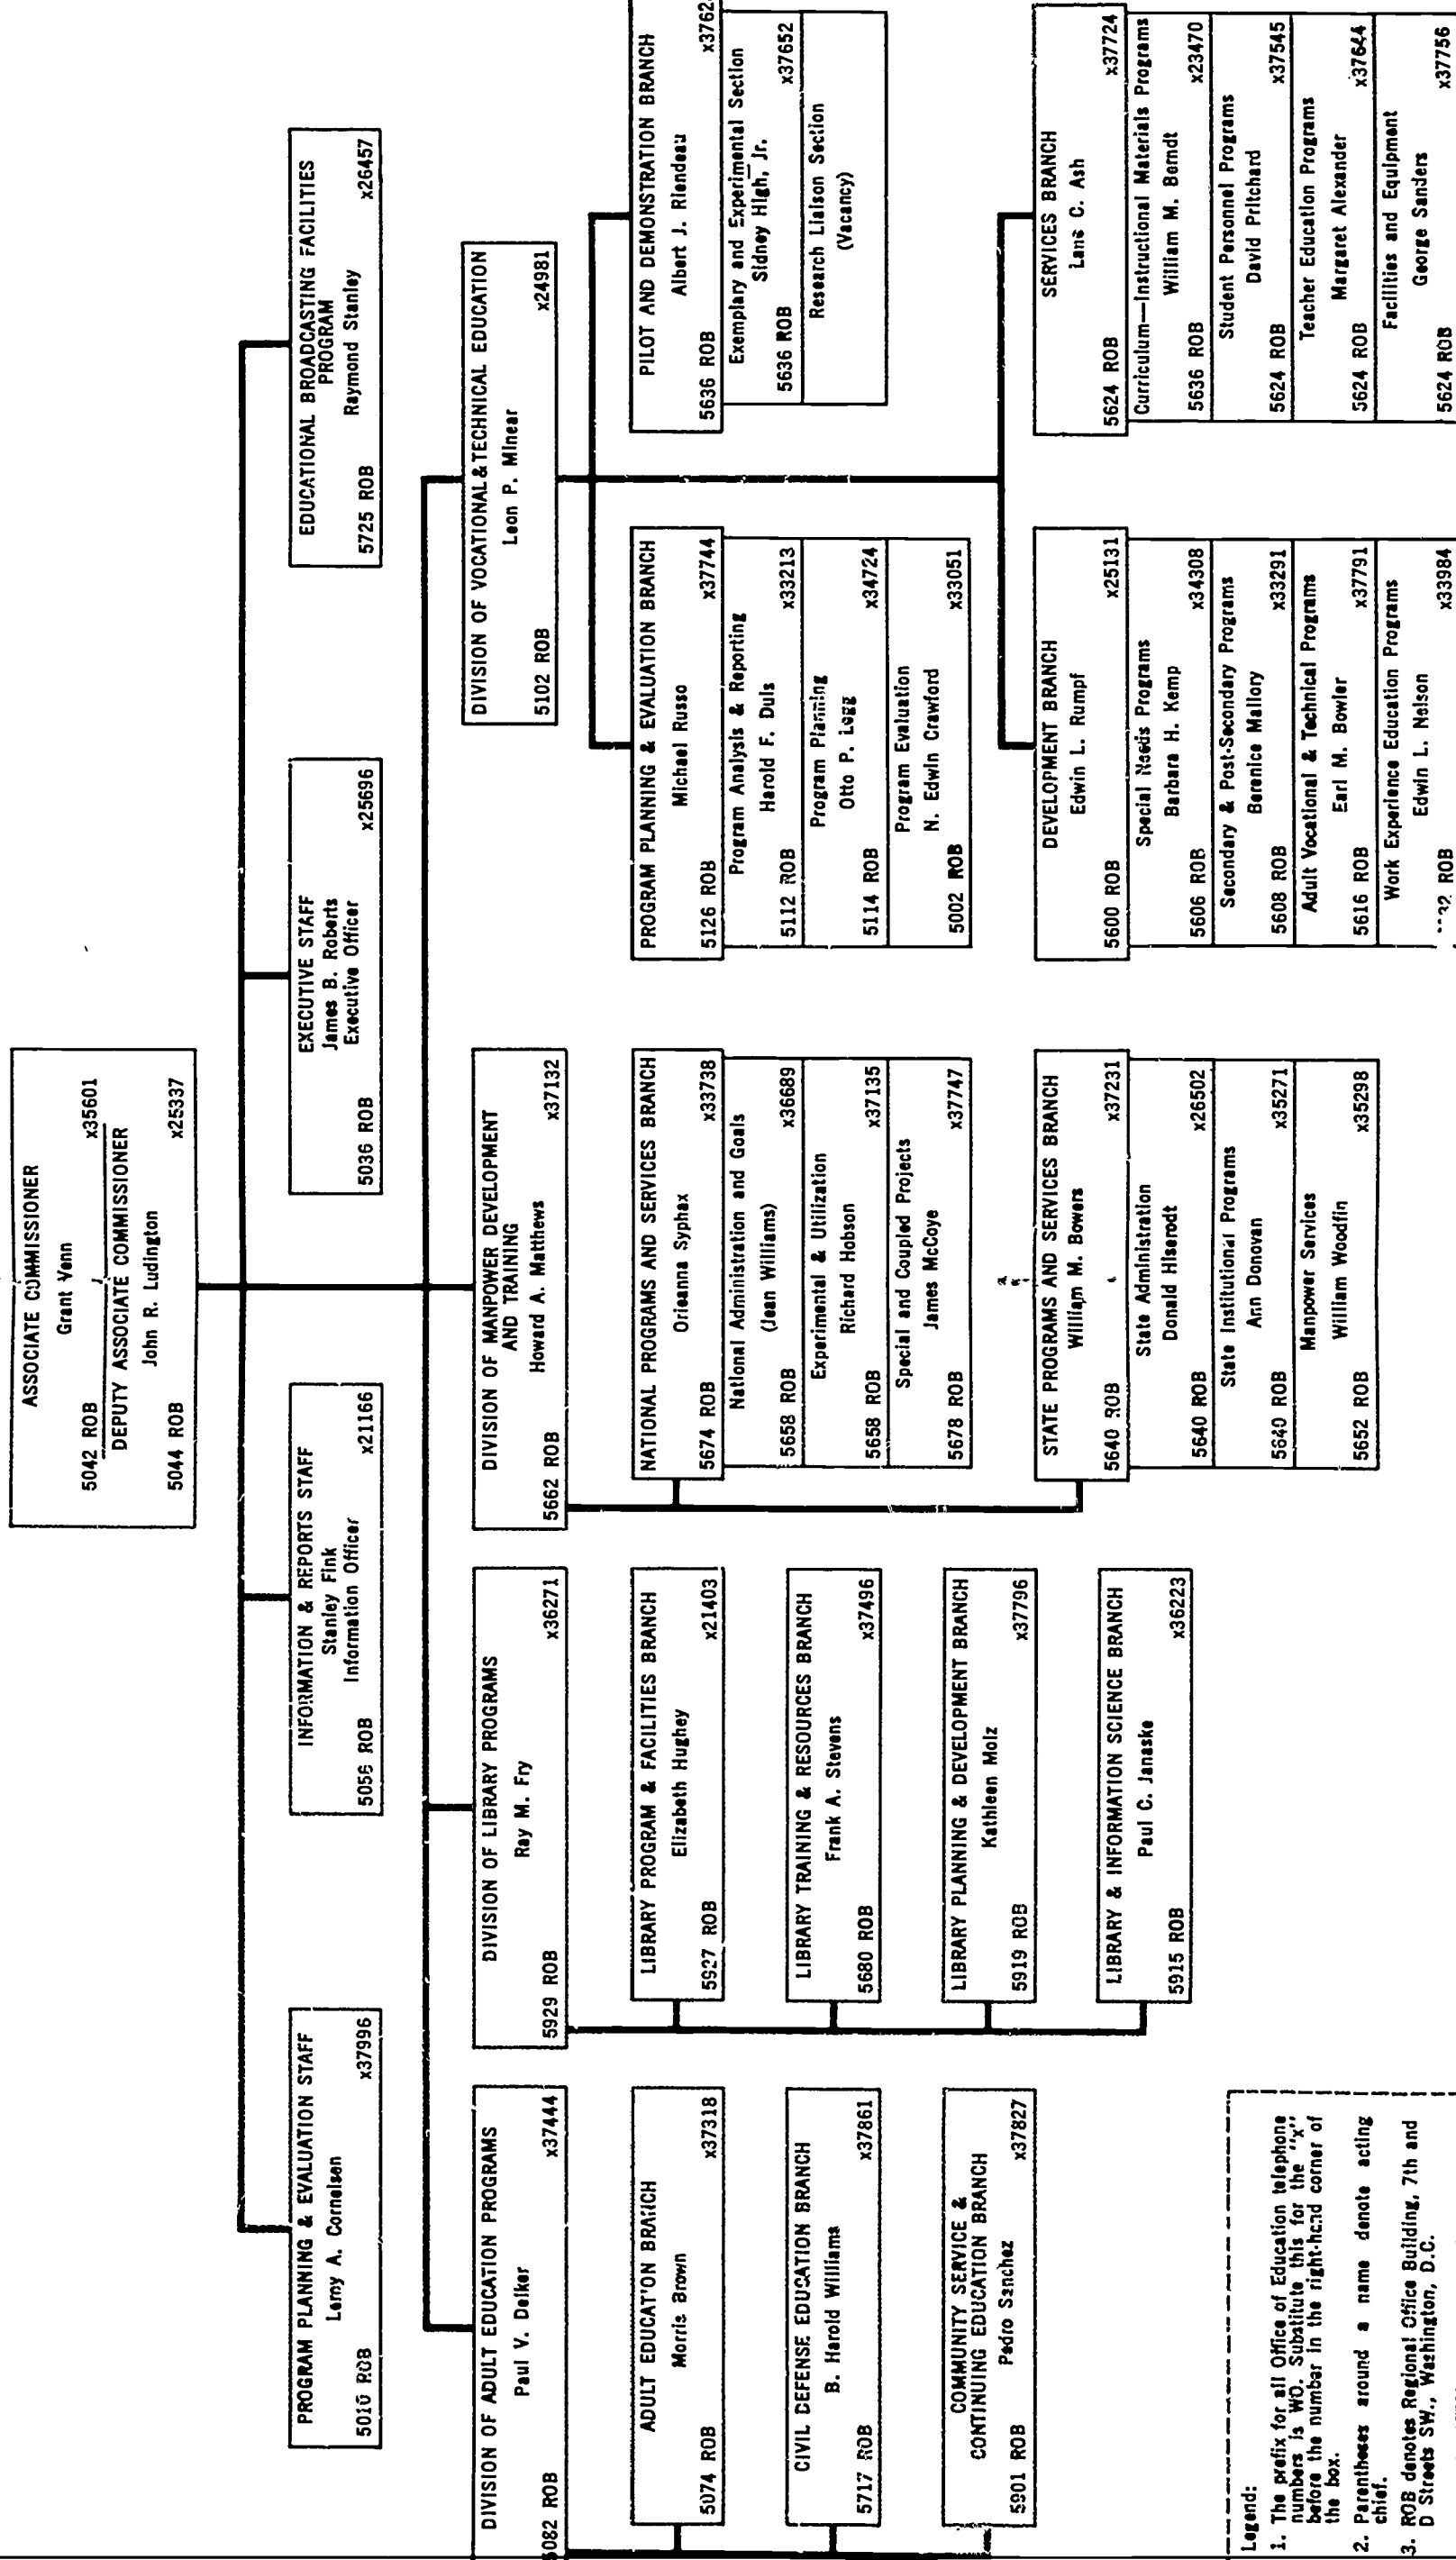 ASSOCIATE COMMISSIONER
Grant Venn
5042 ROB x35601
DEPUTY ASSOCIATE COMMISSIONER
John R. Ludington
5044 ROB x25337
PROGRAM PLANNING & EVALUATION STAFF
Leroy A. Cornelsen
5010 ROB x37996
INFORMATION & REPORTS STAFF
Stanley Fink
Information Officer
5056 ROB x21166
EXECUTIVE STAFF
James B. Roberts
Executive Officer
5036 ROB x25696
EDUCATIONAL BROADCASTING FACILITIES
PROGRAM
Raymond Stanley
5725 ROB x26457
DIVISION OF ADULT EDUCATION PROGRAMS
Paul V. Delker
5082 ROB x37444
ADULT EDUCATION BRANCH
Morris Brown
5074 ROB x37318
CIVIL DEFENSE EDUCATION BRANCH
B. Harold Williams
5717 ROB x37861
COMMUNITY SERVICE &
CONTINUING EDUCATION BRANCH
Pedro Sanchez
5901 ROB x37827
DIVISION OF LIBRARY PROGRAMS
Ray M. Fry
5929 ROB x36271
LIBRARY PROGRAM & FACILITIES BRANCH
Elizabeth Hughey
5927 ROB x21403
LIBRARY TRAINING & RESOURCES BRANCH
Frank A. Stevens
5680 ROB x37496
LIBRARY PLANNING & DEVELOPMENT BRANCH
Kathleen Molz
5919 ROB x37796
LIBRARY & INFORMATION SCIENCE BRANCH
Paul C. Janaske
5915 ROB x36223
DIVISION OF MANPOWER DEVELOPMENT
AND TRAINING
Howard A. Matthews
5662 ROB x37132
NATIONAL PROGRAMS AND SERVICES BRANCH
Orieanna Syphax
5674 ROB x33738
National Administration and Goals
(Jean Williams)
5658 ROB x36689
Experimental & Utilization
Richard Hobson
5658 ROB x37135
Special and Coupled Projects
James McCoye
5678 ROB x37747
STATE PROGRAMS AND SERVICES BRANCH
William M. Bowers
5640 ROB x37231
State Administration
Donald Hiserodt
5640 ROB x26502
State Institutional Programs
Ann Donovan
5640 ROB x35271
Manpower Services
William Woodfin
5652 ROB x35298
DIVISION OF VOCATIONAL & TECHNICAL EDUCATION
Leon P. Minear
5102 ROB x24981
PROGRAM PLANNING & EVALUATION BRANCH
Michael Russo
5126 ROB x37744
Program Analysis & Reporting
Harold F. Duis
5112 ROB x33213
Program Planning
Otto P. Legg
5114 ROB x34724
Program Evaluation
N. Edwin Crawford
5002 ROB x33051
PILOT AND DEMONSTRATION BRANCH
Albert J. Riendeau
5636 ROB x3762
Exemplary and Experimental Section
Sidney High, Jr.
5636 ROB x37652
Research Liaison Section
(Vacancy)
DEVELOPMENT BRANCH
Edwin L. Rumpf
5600 ROB x25131
Special Needs Programs
Barbara H. Kemp
5606 ROB x34308
Secondary & Post-Secondary Programs
Berenice Mallory
5608 ROB x33291
Adult Vocational & Technical Programs
Earl M. Bowler
5616 ROB x37791
Work Experience Education Programs
Edwin L. Nelson
ROB x33984
SERVICES BRANCH
Lane C. Ash
5624 ROB x37724
Curriculum—Instructional Materials Programs
William M. Berndt
5636 ROB x23470
Student Personnel Programs
David Pritchard
5624 ROB x37545
Teacher Education Programs
Margaret Alexander
5624 ROB x37644
Facilities and Equipment
George Sanders
5624 ROB x37756
Legend:
1. The prefix for all Office of Education telephone
numbers is WO. Substitute this for the "x"
before the number in the right-hand corner of
the box.
2. Parentheses around a name denote acting
chief.
3. ROB denotes Regional Office Building, 7th and
D Streets SW., Washington, D.C.